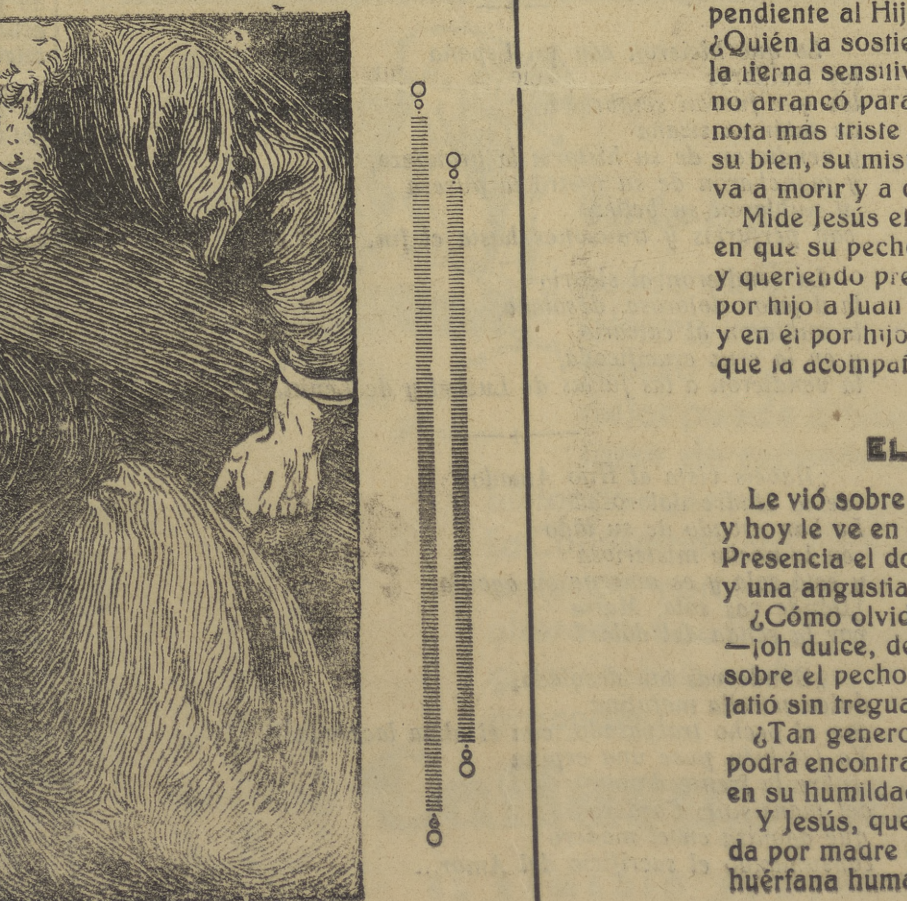 pendiente al Hij
¿Quién la sostie
la tierna sensitiv
no arrancó para
nota más triste
su bien, su mis
va a morir y a
Mide Jesús el
en que su pech
y queriendo pre
por hijo a Juan
y en él por hijo
que la acompañ
EL
Le vió sobre
y hoy le ve en
Presencia el do
y una angustia
¿Cómo olvid
—¡oh dulce, de
sobre el pecho
latió sin tregua
¿Tan genero
podrá encontra
en su humildad
Y Jesús, que
da por madre
huérfana huma